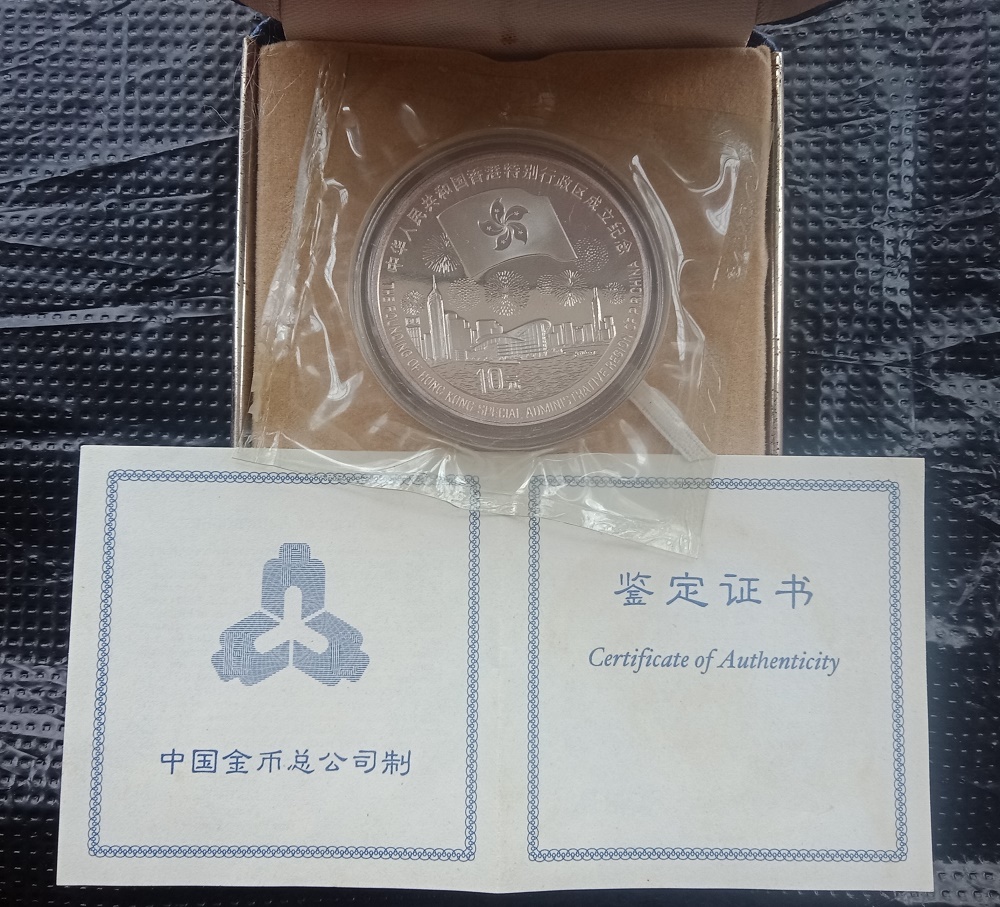 中华人民共和国香港特别行政区成立纪念
THE FOUNDING OF HONG KONG SPECIAL ADMINISTRATIVE REGION OF P.R.CHINA
10元
中国金币总公司制
鉴定证书
Certificate of Authenticity